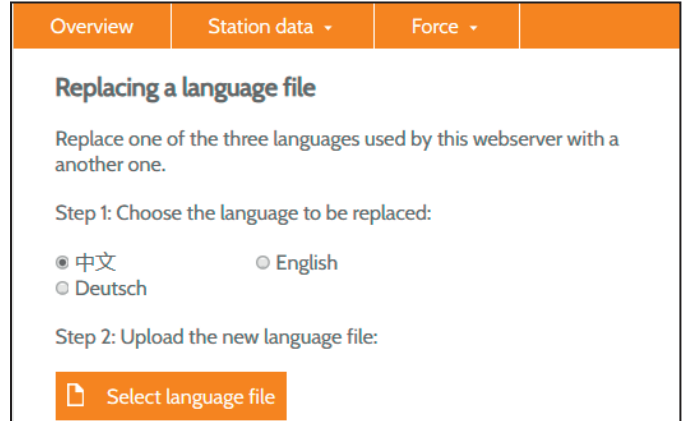 Overview Station data Force
Replacing a language file
Replace one of the three languages used by this webserver with a
another one.
Step 1: Choose the language to be replaced:
中文 English
Deutsch
Step 2: Upload the new language file:
Select language file